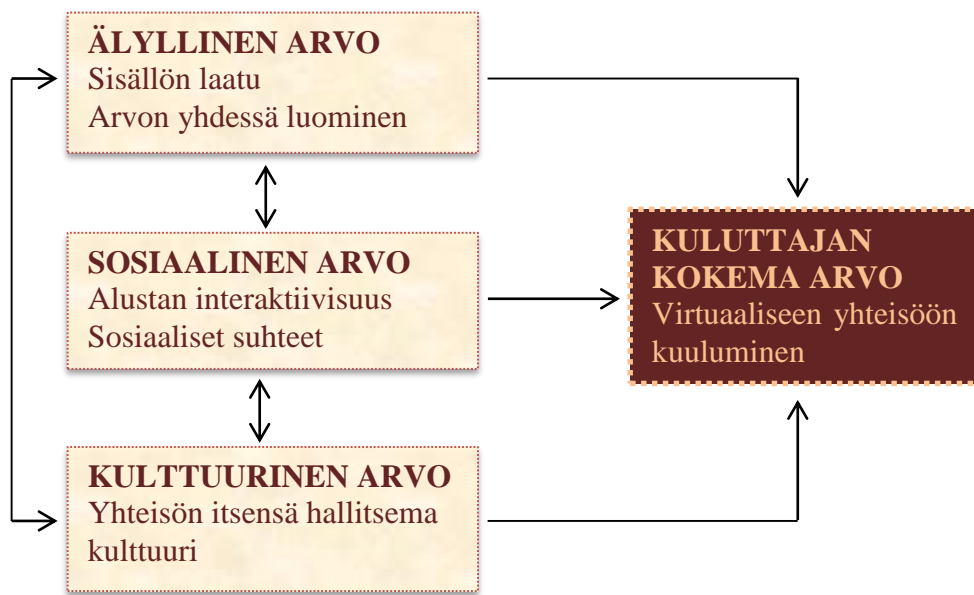 ÄLYLLINEN ARVO
Sisällön laatu
Arvon yhdessä luominen
SOSIAALINEN ARVO
Alustan interaktiivisuus
Sosiaaliset suhteet
KULTTUURINEN ARVO
Yhteisön itsensä hallitsema
kulttuuri
KULUTTAJAN
KOKEMA ARVO
Virtuaaliseen yhteisöön
kuuluminen